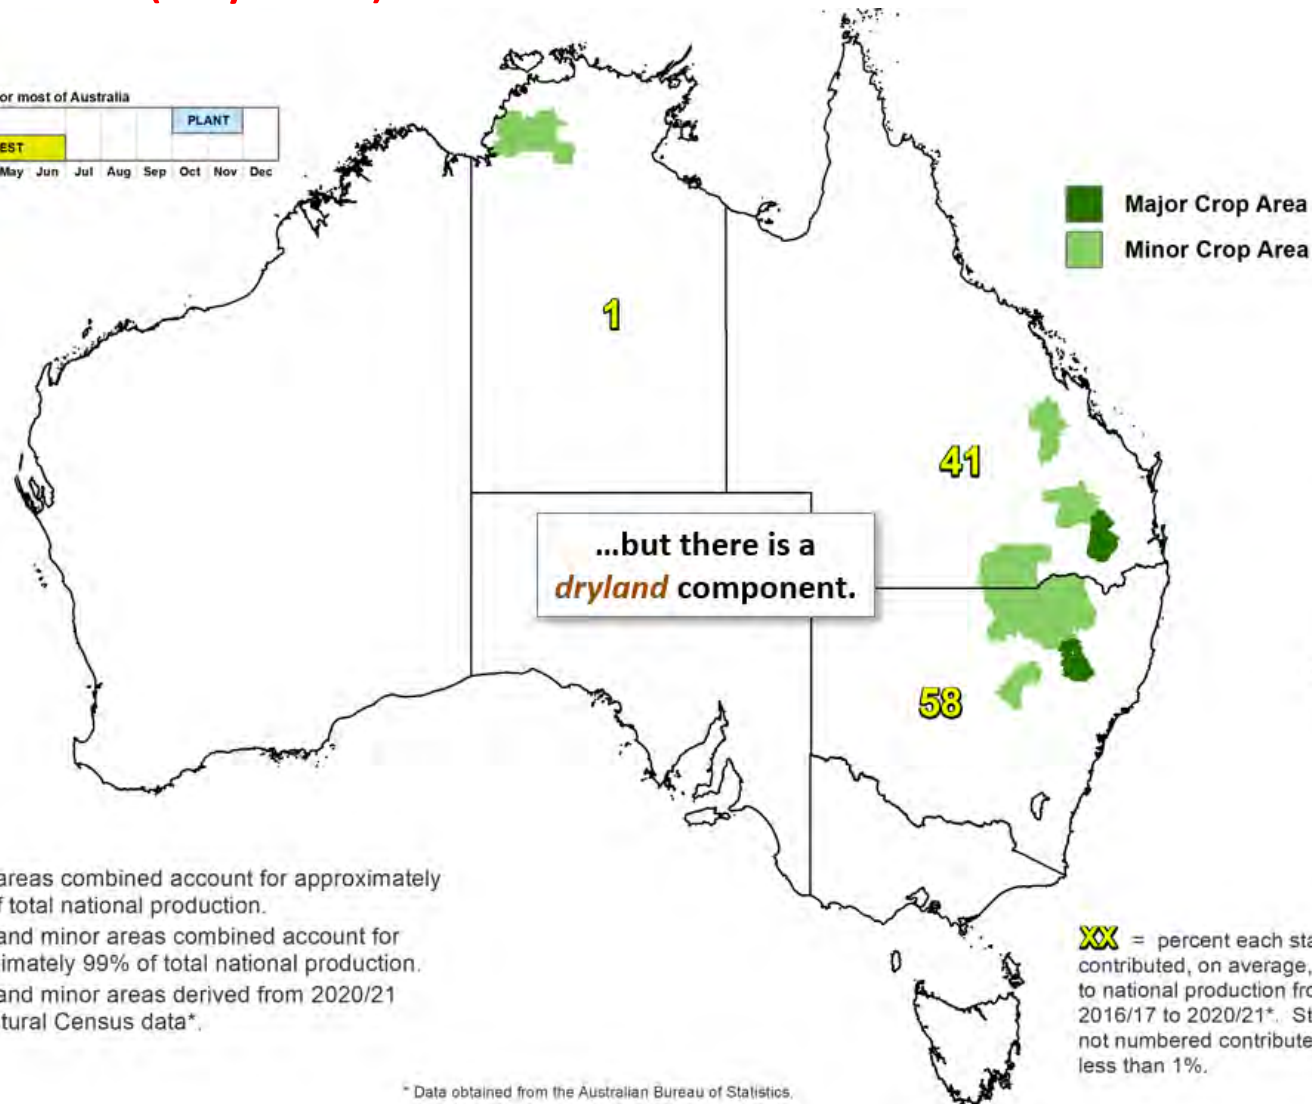 or most of Australia
PLANT
EST
May Jun Jul Aug Sep Oct Nov Dec
Major Crop Area
Minor Crop Area
1
41
...but there is a
dryland component.
58
areas combined account for approximately
f total national production.
and minor areas combined account for
imately 99% of total national production.
and minor areas derived from 2020/21
tural Census data*.
XX = percent each sta
contributed, on average,
to national production fro
2016/17 to 2020/21*. St
not numbered contribute
less than 1%.
* Data obtained from the Australian Bureau of Statistics.